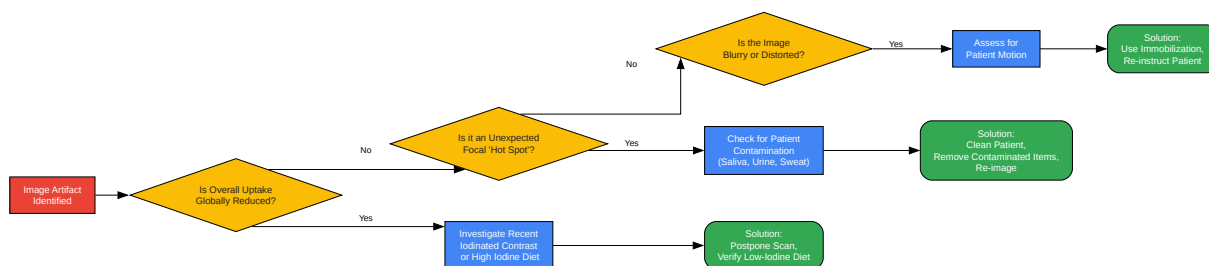 Image Artifact
Identified
Is Overall Uptake
Globally Reduced?
No
Yes
Is it an Unexpected
Focal 'Hot Spot'?
No
Yes
Is the Image
Blurry or Distorted?
Yes
Assess for
Patient Motion
Solution:
Use Immobilization,
Re-instruct Patient
Check for Patient
Contamination
(Saliva, Urine, Sweat)
Solution:
Clean Patient,
Remove Contaminated Items,
Re-image
Investigate Recent
Iodinated Contrast
or High Iodine Diet
Solution:
Postpone Scan,
Verify Low-Iodine Diet